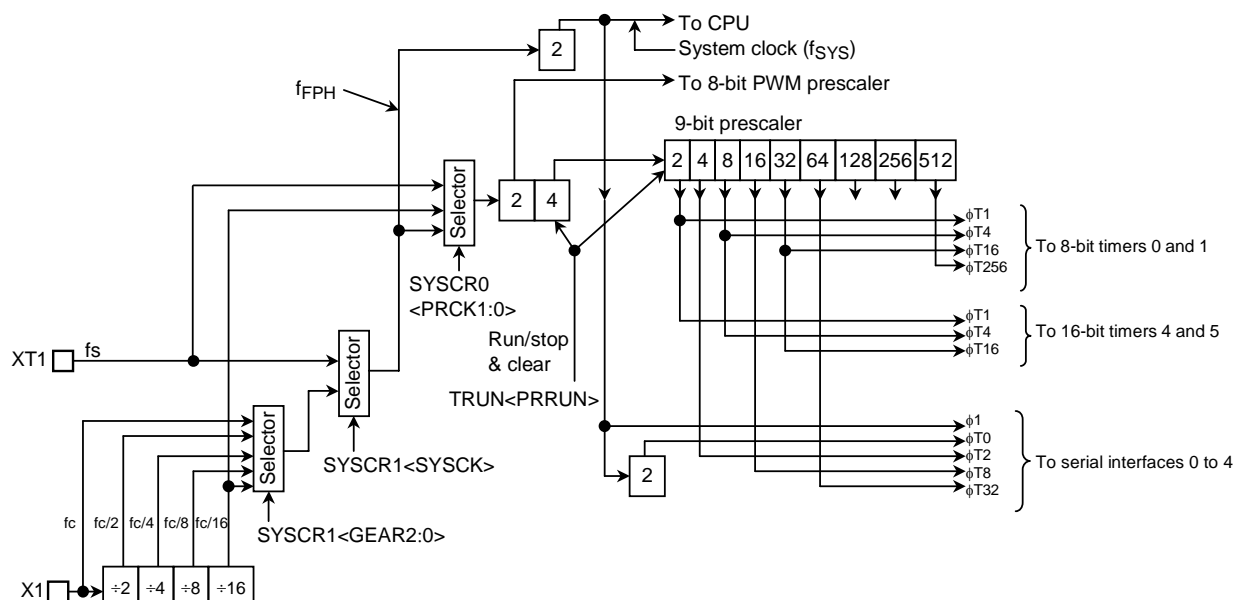 To CPU
2
System clock (fSYS)
To 8-bit PWM prescaler
fFPH
9-bit prescaler
2 4 8 16 32 64 128 256 512
Selector
2 4
ϕT1
ϕT4
ϕT16
ϕT256
To 8-bit timers 0 and 1
SYSCR0
<PRCK1:0>
ϕT1
ϕT4
ϕT16
To 16-bit timers 4 and 5
Run/stop
& clear
XT1
fs
Selector
TRUN<PRRUN>
Selector
ϕ1
ϕT0
ϕT2
ϕT8
ϕT32
To serial interfaces 0 to 4
2
SYSCR1<SYSCK>
fc
fc/2
fc/4
fc/8
fc/16
SYSCR1<GEAR2:0>
X1
÷2 ÷4 ÷8 ÷16